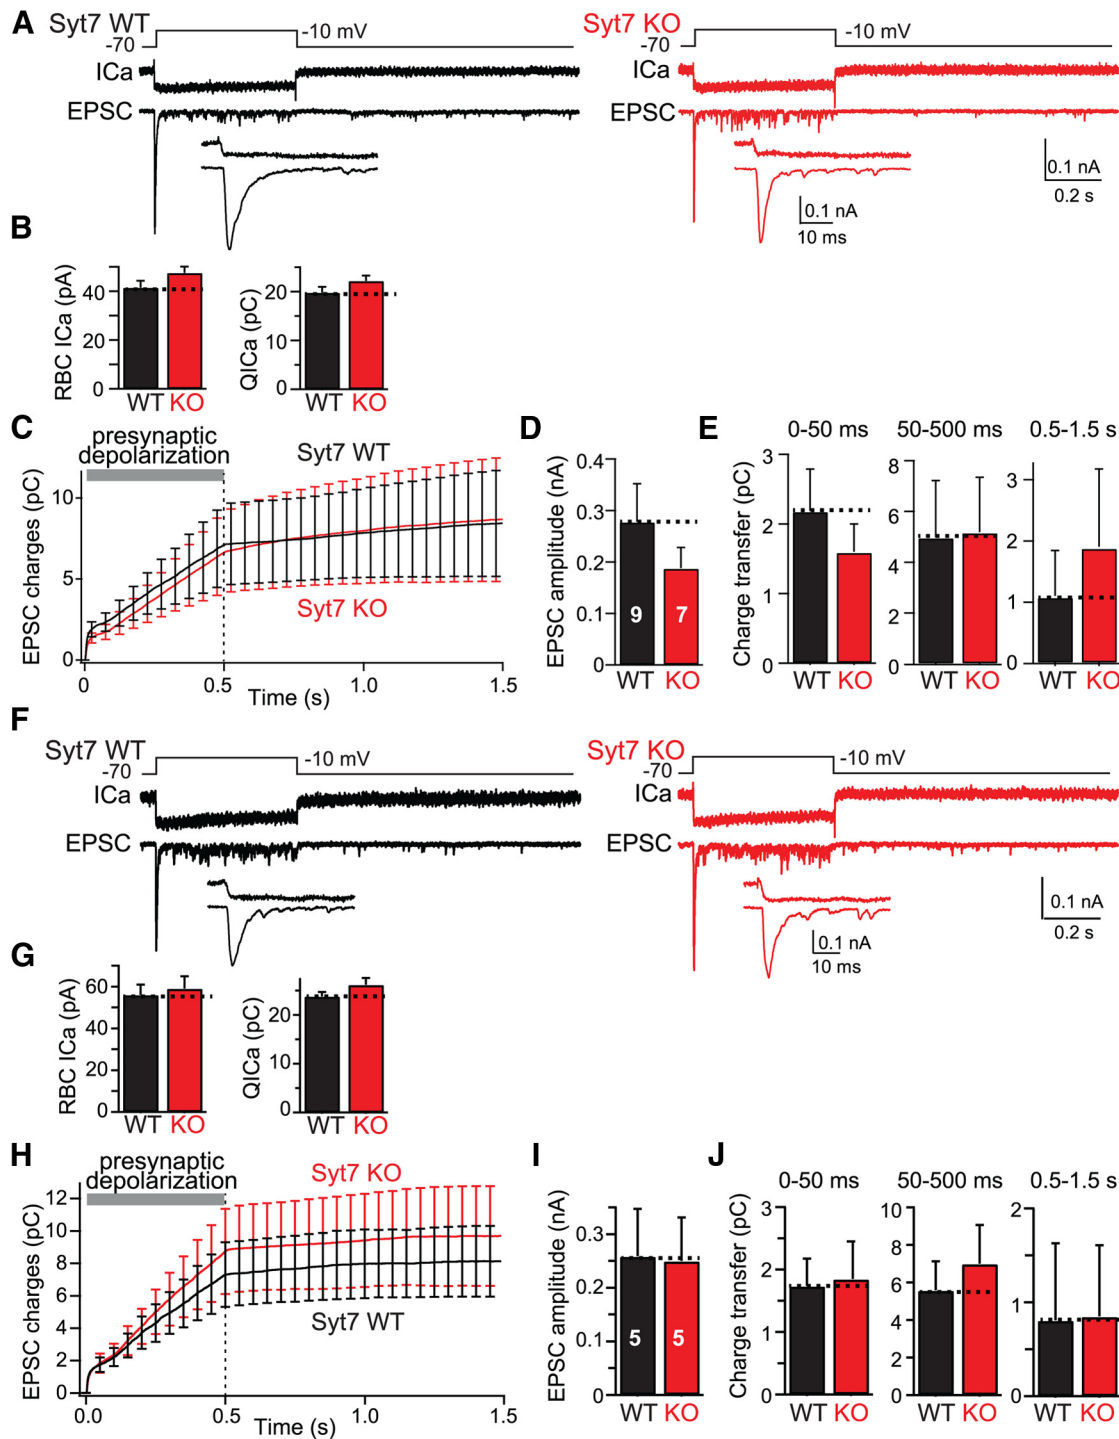 A
Syt7 WT
-70
-10 mV
ICa
EPSC
Syt7 KO
-70
-10 mV
ICa
EPSC
0.1 nA
10 ms
0.1 nA
0.2 s
B
RBC ICa (pA)
40
20
0
WT KO
QICa (pC)
20
10
0
WT KO
C
presynaptic
depolarization
Syt7 WT
Syt7 KO
EPSC charges (pC)
10
5
0
0 0.5 1.0 1.5
Time (s)
D
EPSC amplitude (nA)
0.4
0.3
0.2
0.1
0
9 7
WT KO
E
0-50 ms 50-500 ms 0.5-1.5 s
Charge transfer (pC)
3
2
1
0
WT KO
8
6
4
2
0
WT KO
3
2
1
0
WT KO
F
Syt7 WT
-70
-10 mV
ICa
EPSC
Syt7 KO
-70
-10 mV
ICa
EPSC
0.1 nA
10 ms
0.1 nA
0.2 s
G
RBC ICa (pA)
60
40
20
0
WT KO
QICa (pC)
20
10
0
WT KO
H
presynaptic
depolarization
Syt7 KO
Syt7 WT
EPSC charges (pC)
12
10
8
6
4
2
0
0.0 0.5 1.0 1.5
Time (s)
I
EPSC amplitude (nA)
0.3
0.2
0.1
0
5 5
WT KO
J
0-50 ms 50-500 ms 0.5-1.5 s
Charge transfer (pC)
3
2
1
0
WT KO
10
8
6
4
2
0
WT KO
2
1
0
WT KO